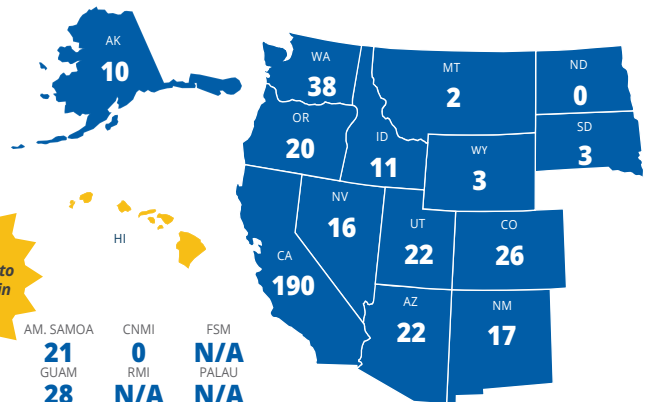 AK
10
WA
38
MT
2
ND
0
OR
20
ID
11
SD
3
WY
3
NV
16
HI
UT
22
CO
26
CA
190
to
in
AZ
22
NM
17
AM. SAMOA CNMI FSM
21 0 N/A
GUAM RMI PALAU
28 N/A N/A